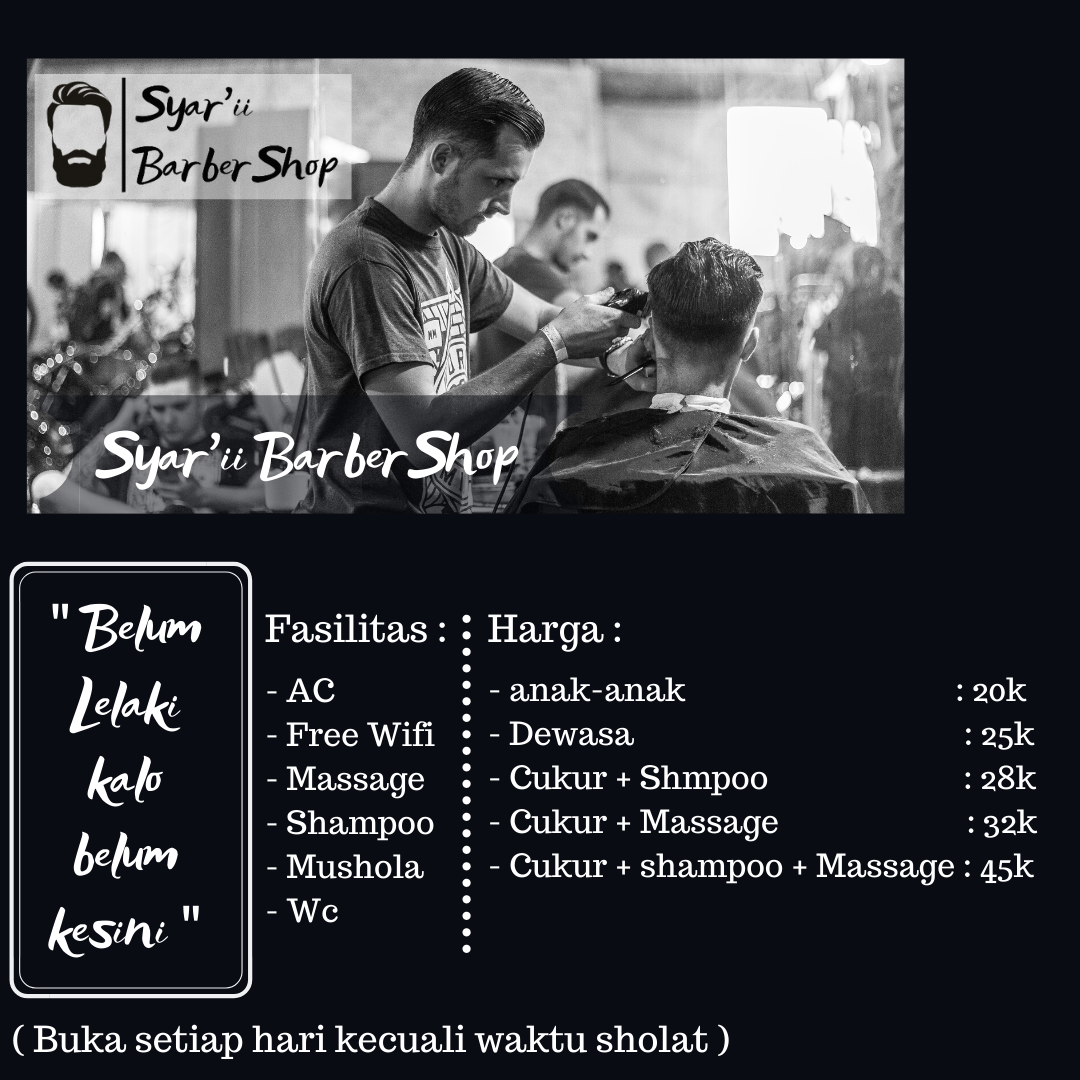 Syar'ii
BarberShop
Syar'ii BarberShop
" Belum
Lelaki
kalo
belum
kesini "
Fasilitas :
- AC
- Free Wifi
- Massage
- Shampoo
- Mushola
- Wc
Harga :
- anak-anak : 20k
- Dewasa : 25k
- Cukur + Shmpoo : 28k
- Cukur + Massage : 32k
- Cukur + shampoo + Massage : 45k
( Buka setiap hari kecuali waktu sholat )